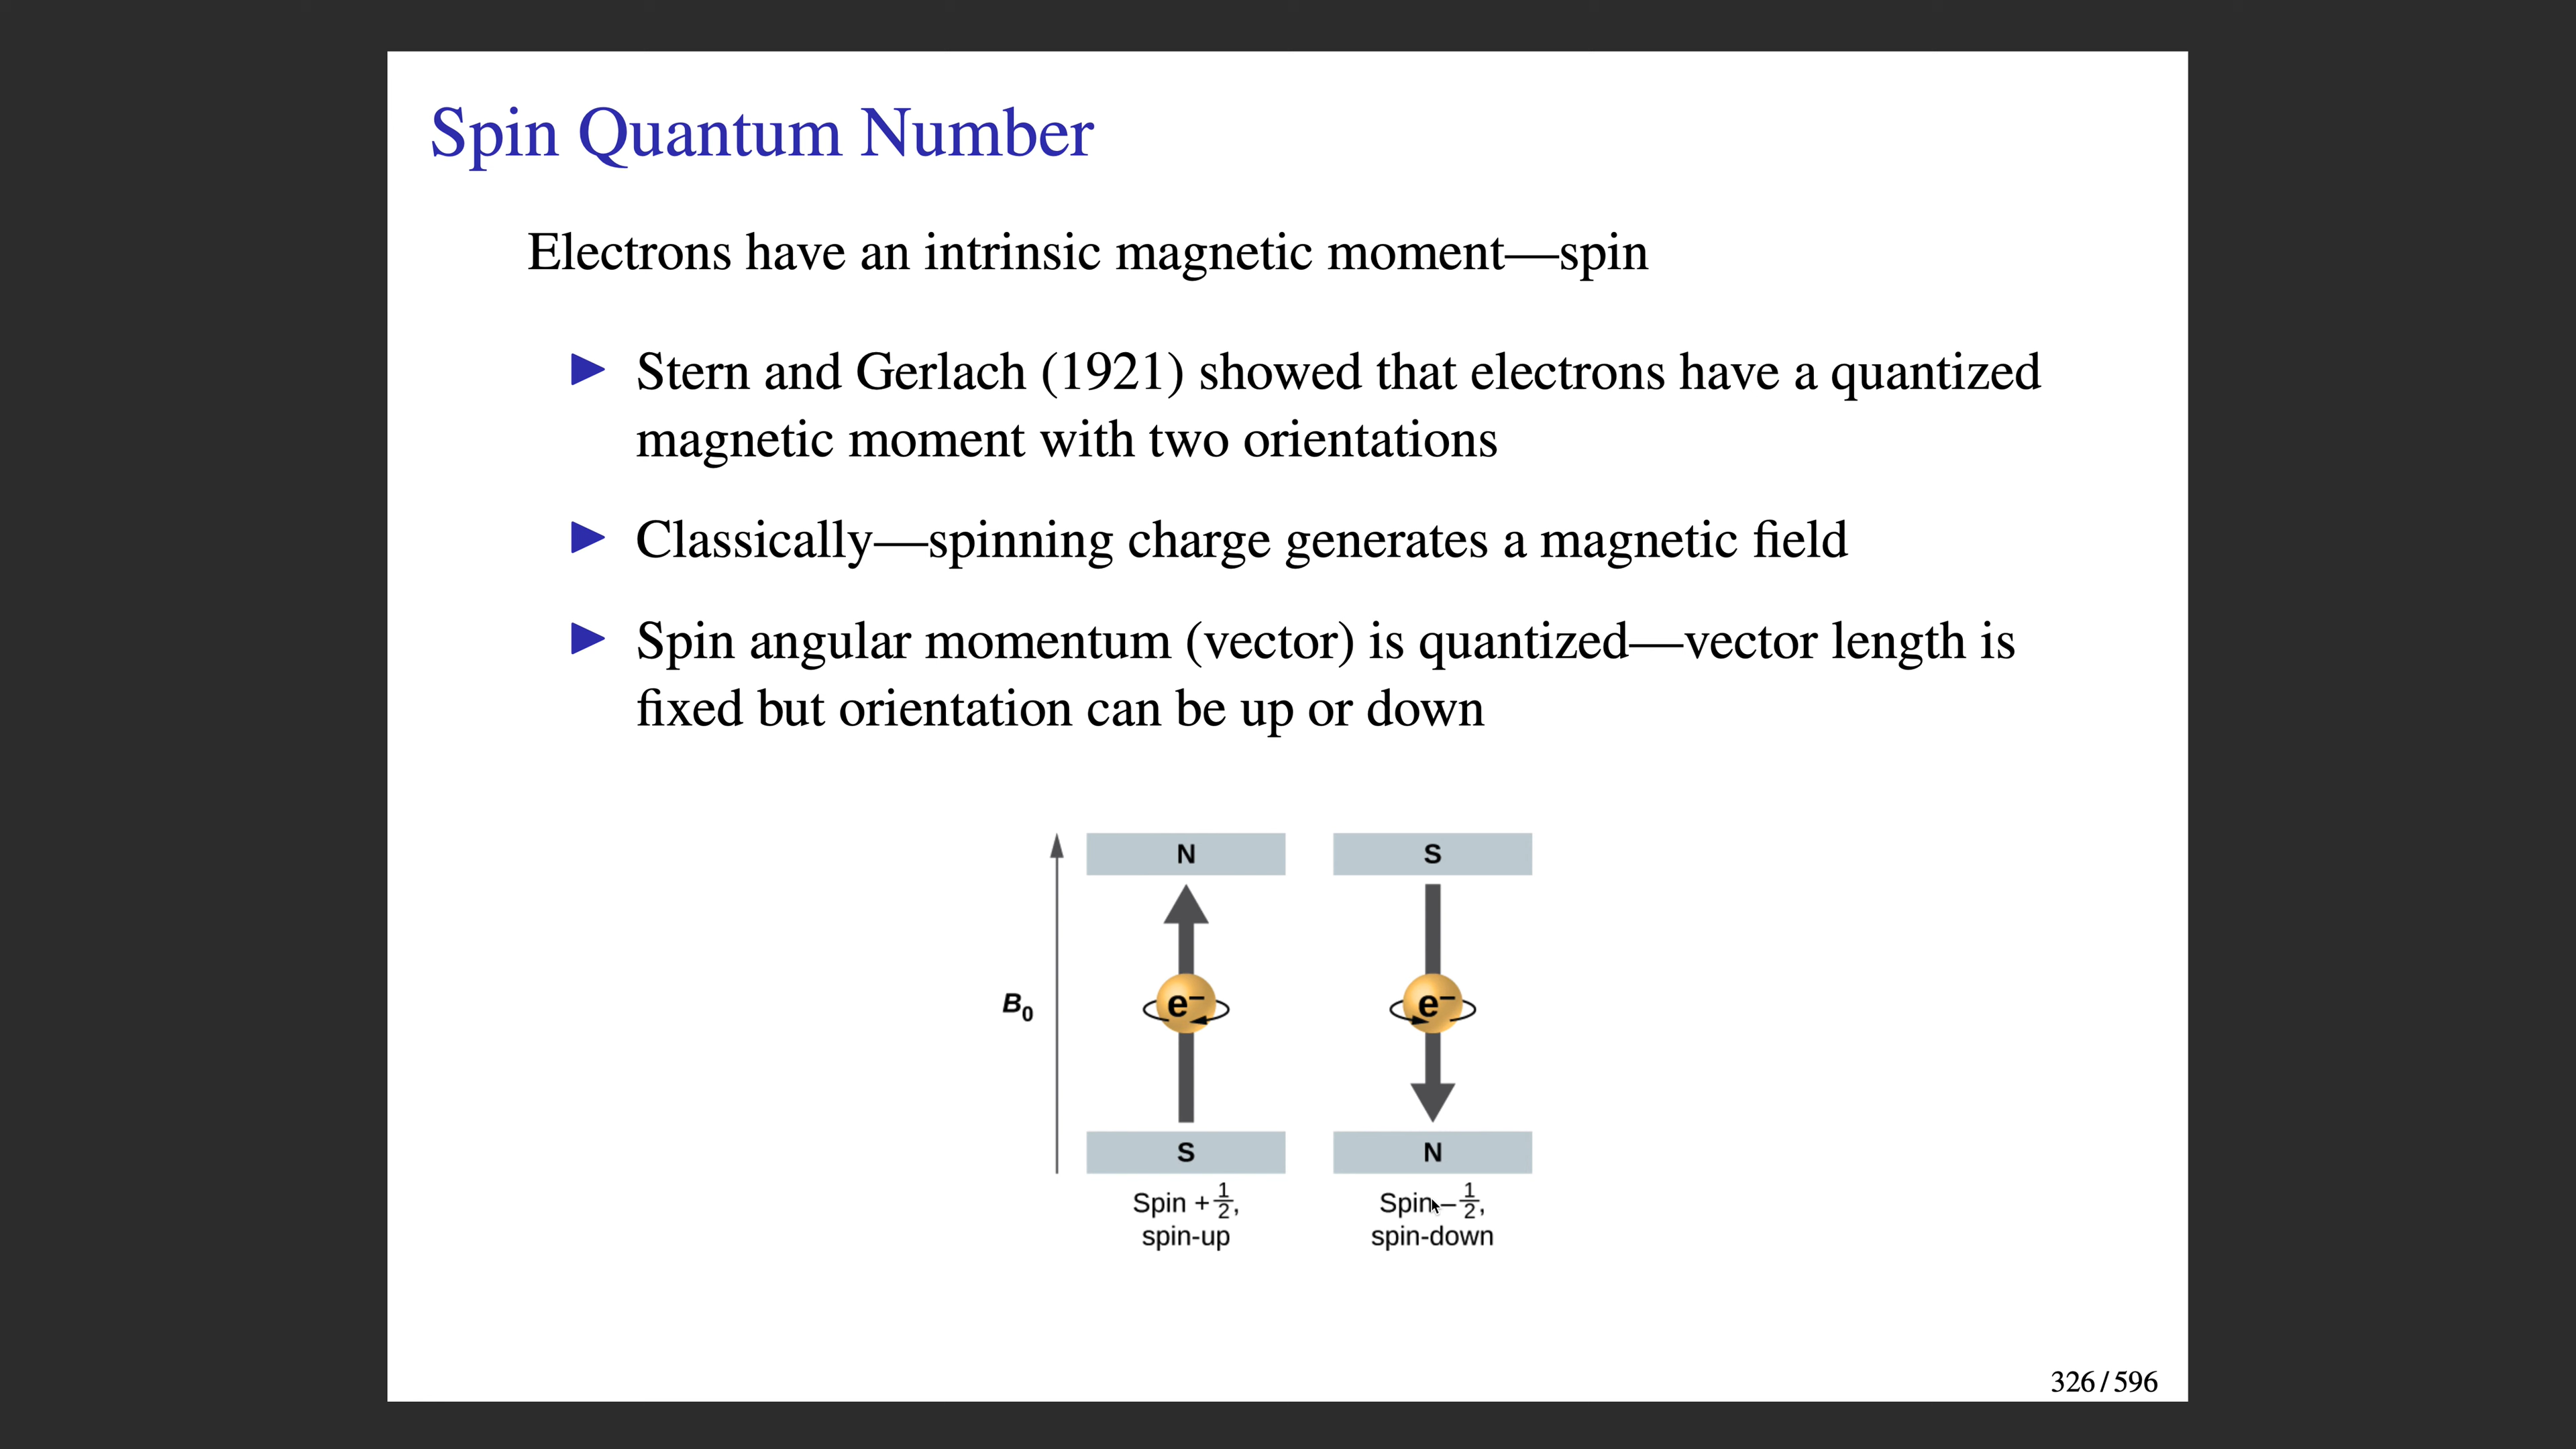 Spin Quantum Number
Electrons have an intrinsic magnetic moment—spin
Stern and Gerlach (1921) showed that electrons have a quantized
magnetic moment with two orientations
Classically—spinning charge generates a magnetic field
Spin angular momentum (vector) is quantized—vector length is
fixed but orientation can be up or down
N S
B₀ e⁻ e⁻
S N
Spin + 1/2, Spin – 1/2,
spin-up spin-down
326 / 596